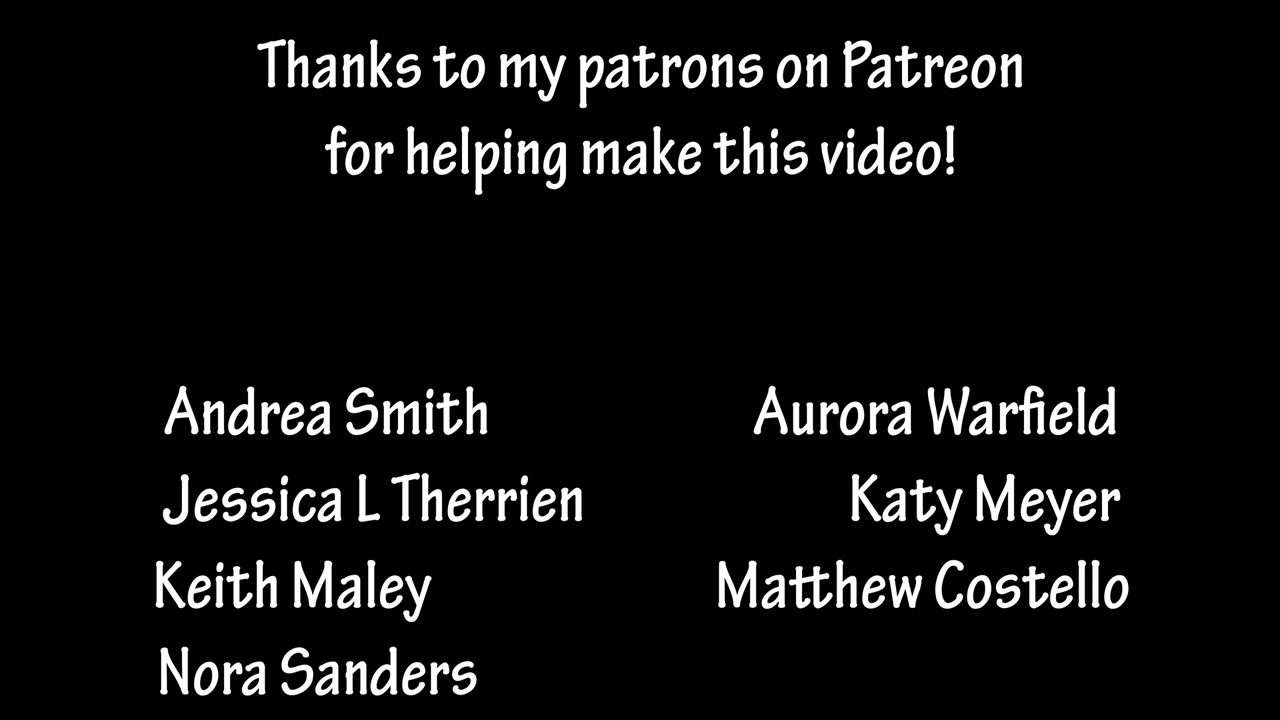 Thanks to my patrons on Patreon
for helping make this video!
Andrea Smith
Aurora Warfield
Jessica L Therrien
Katy Meyer
Keith Maley
Matthew Costello
Nora Sanders